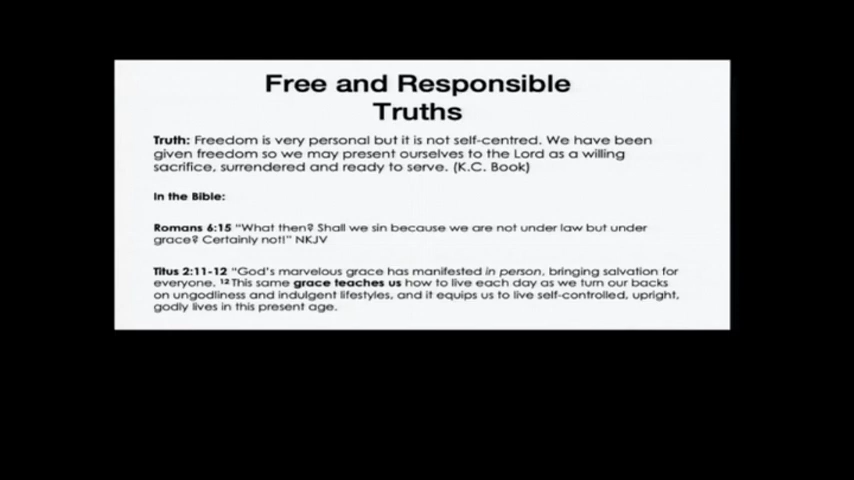 Free and Responsible
Truths
Truth: Freedom is very personal but it is not self-centred. We have been
given freedom so we may present ourselves to the Lord as a willing
sacrifice, surrendered and ready to serve. (K.C. Book)
In the Bible:
Romans 6:15 “What then? Shall we sin because we are not under law but under
grace? Certainly not!” NKJV
Titus 2:11-12 “God’s marvelous grace has manifested in person, bringing salvation for
everyone. 12 This same grace teaches us how to live each day as we turn our backs
on ungodliness and indulgent lifestyles, and it equips us to live self-controlled, upright,
godly lives in this present age.